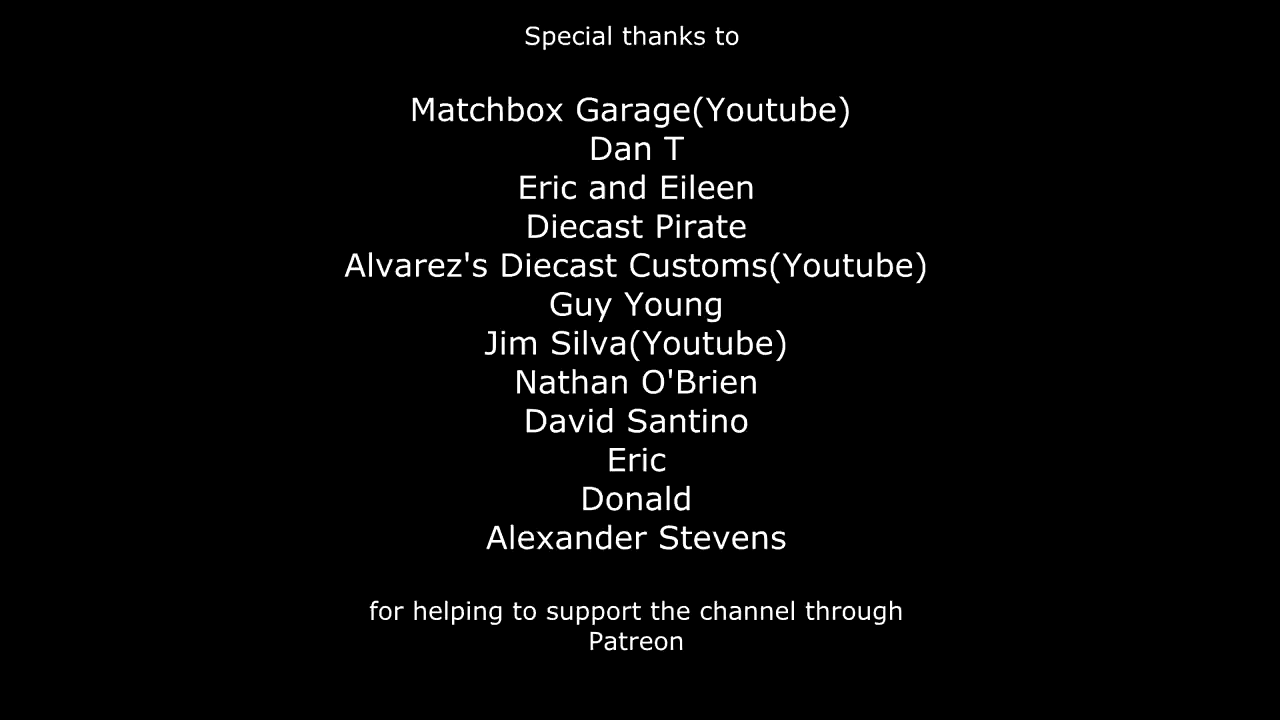 Special thanks to
Matchbox Garage(Youtube)
Dan T
Eric and Eileen
Diecast Pirate
Alvarez's Diecast Customs(Youtube)
Guy Young
Jim Silva(Youtube)
Nathan O'Brien
David Santino
Eric
Donald
Alexander Stevens
for helping to support the channel through
Patreon